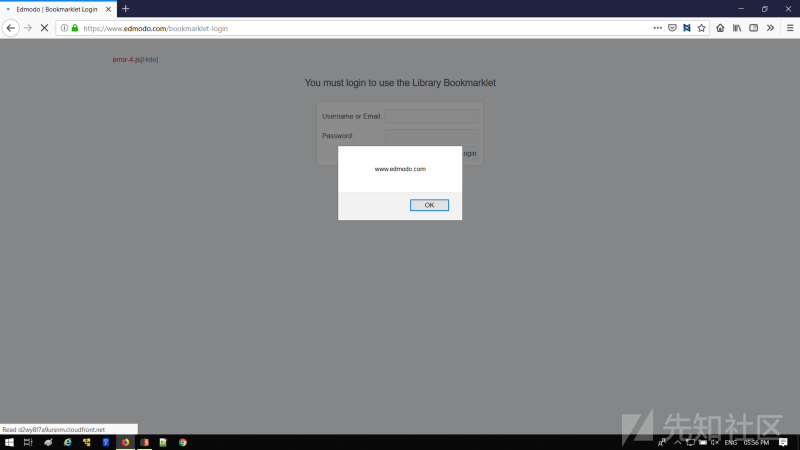 Edmodo | Bookmarklet Login
https://www.edmodo.com/bookmarklet-login
error-4-js[Hide]
You must login to use the Library Bookmarklet
Username or Email
Password:
ogin
www.edmodo.com
OK
Read d2wy8f7a9ursnm.cloudfront.net
先知社区
ENG
05:56 PM